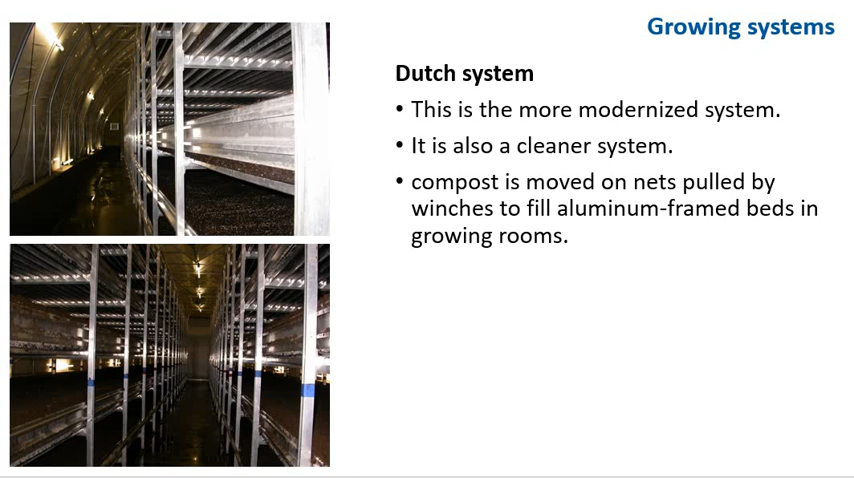 Growing systems
Dutch system
• This is the more modernized system.
• It is also a cleaner system.
• compost is moved on nets pulled by
winches to fill aluminum-framed beds in
growing rooms.